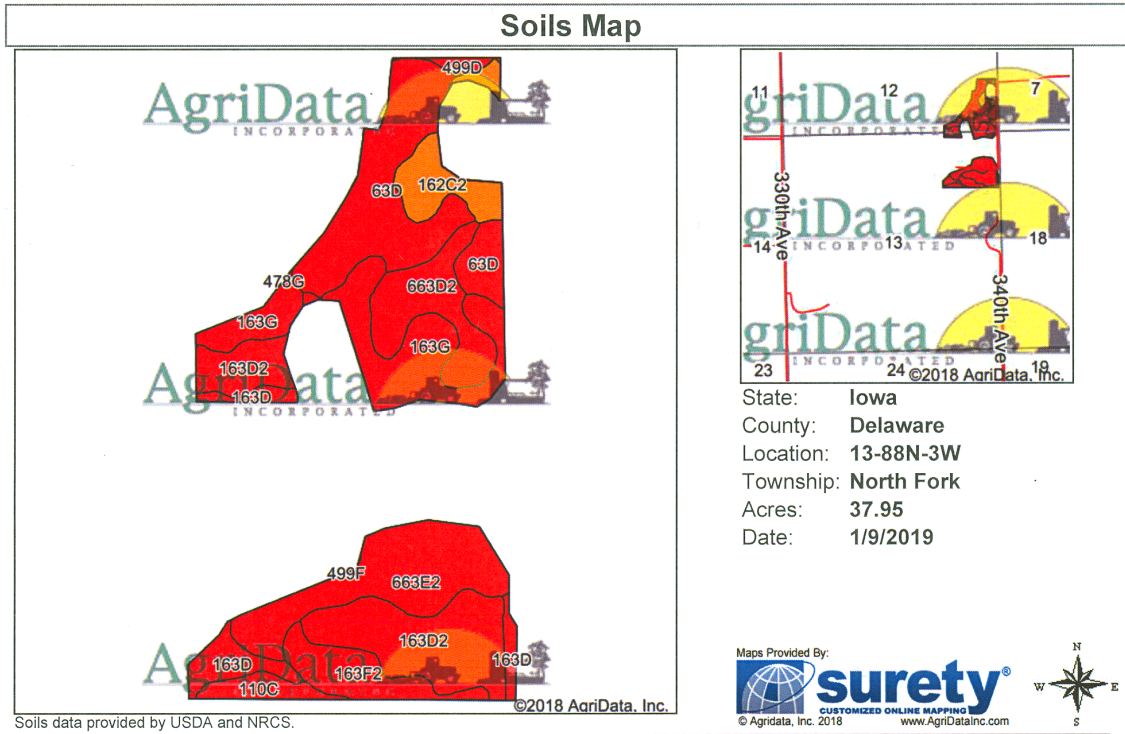 Soils Map
499D
AgriData
INCORPORATED
63D
162C2
63D
478G
663D2
163G
163G
163D2
AgriData
163D
INCORPORATED
499F
663E2
163D2
AgriData
163D
163D
163F2
110C
©2018 AgriData, Inc.
Soils data provided by USDA and NRCS.
11
12
7
griData
INCORPORATED
330th Ave
griData
14
13
18
INCORPORATED
340th Ave
griData
INCORPORATED
23
24
19
©2018 AgriData, Inc.
State: Iowa
County: Delaware
Location: 13-88N-3W
Township: North Fork
Acres: 37.95
Date: 1/9/2019
Maps Provided By:
surety®
CUSTOMIZED ONLINE MAPPING
© Agridata, Inc. 2018
www.AgriDataInc.com
N
W E
S